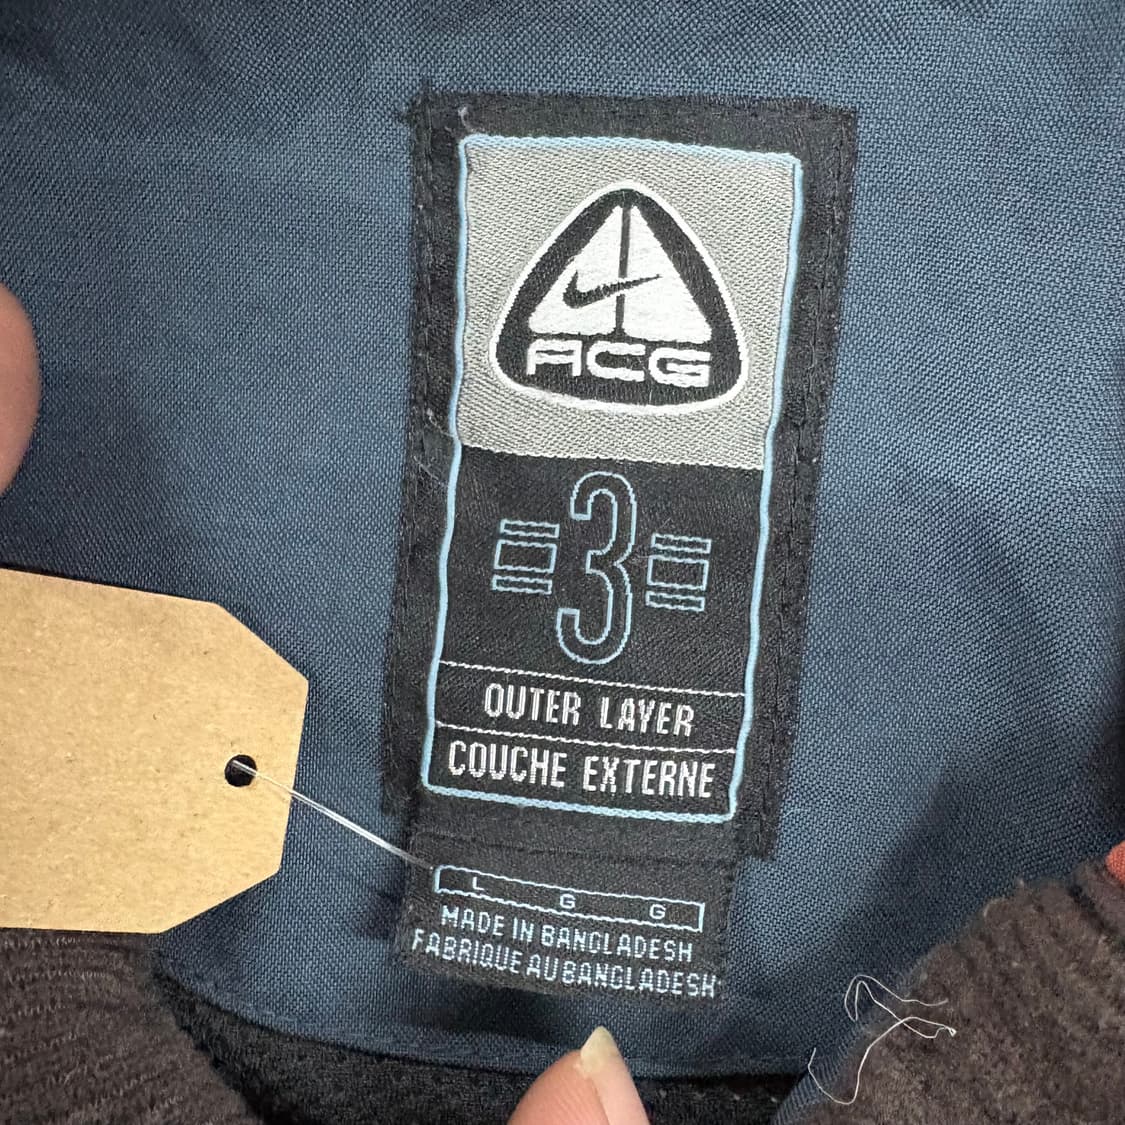 ACG
3
OUTER LAYER
COUCHE EXTERNE
L G G
MADE IN BANGLADESH
FABRIQUE AU BANGLADESH